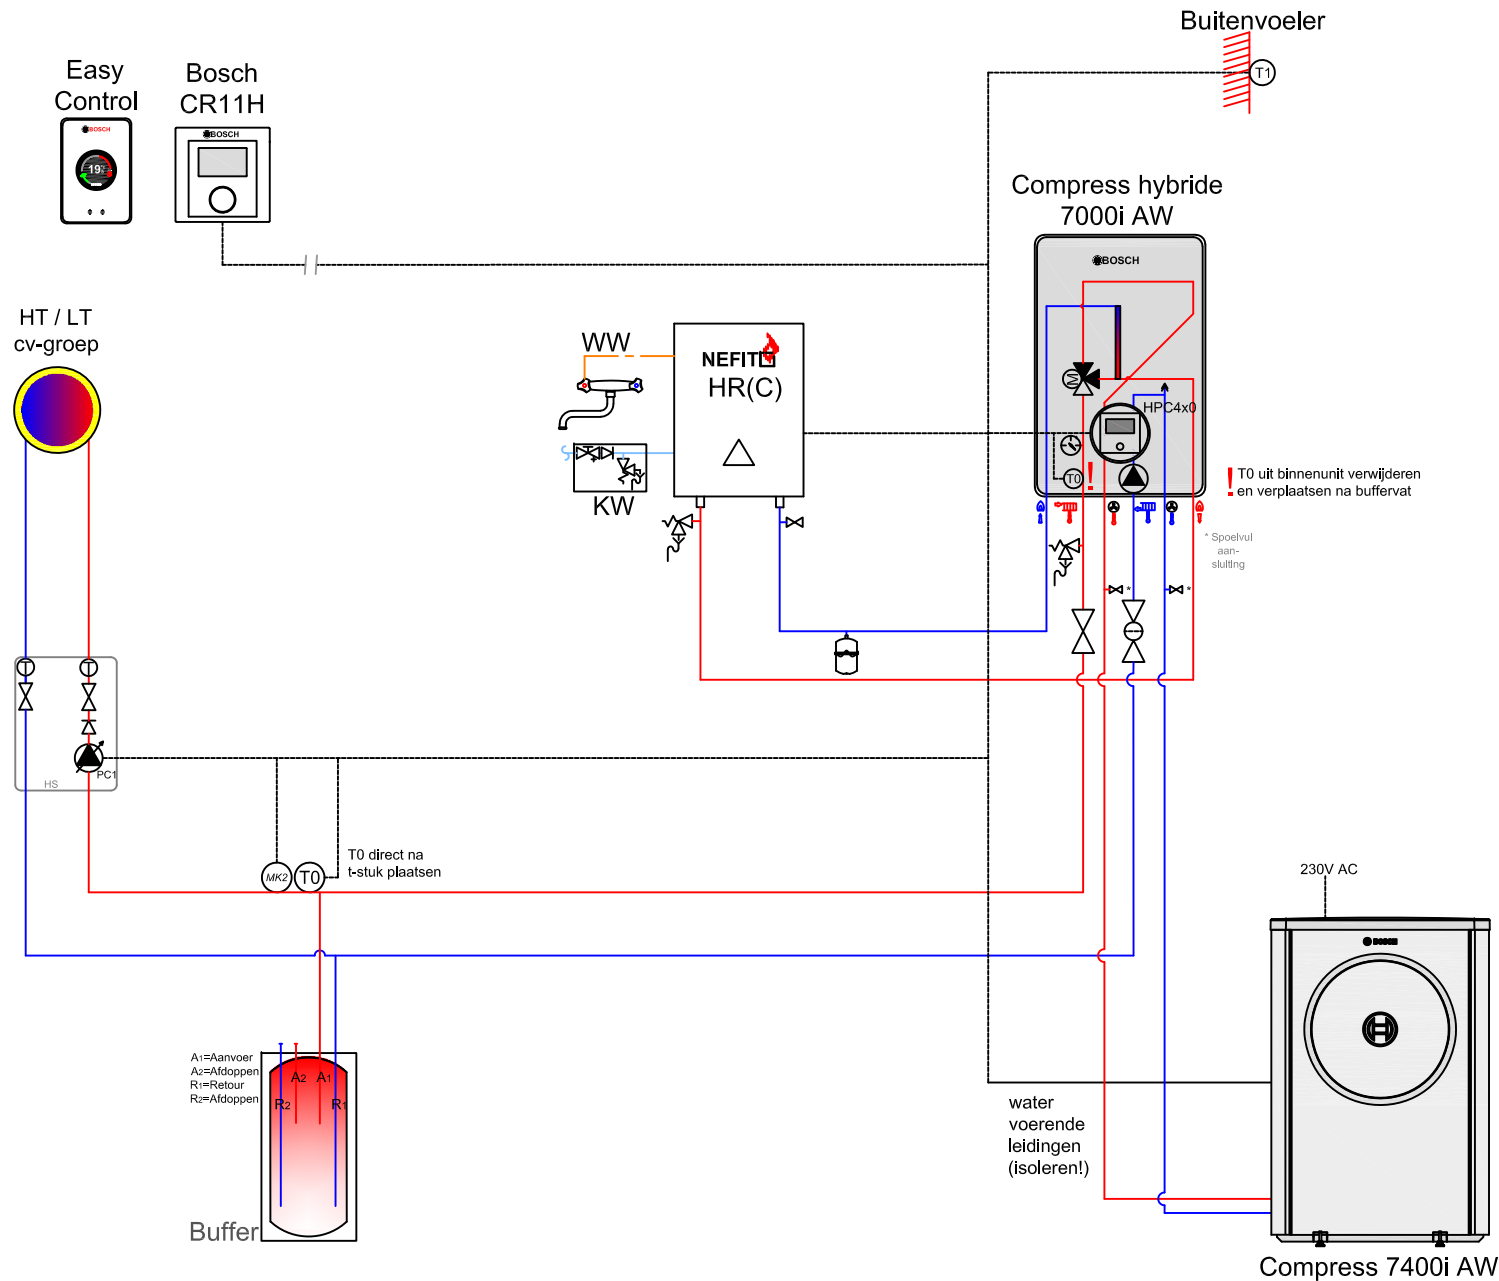 Buitenvoeler
T1
Easy
Control
BOSCH
19
Bosch
CR11H
BOSCH
Compress hybride
7000i AW
BOSCH
HT / LT
cv-groep
WW
NEFIT
HR(C)
KW
M
HPC4x0
T0
!
! T0 uit binnenunit verwijderen
en verplaatsen na buffervat
* Spoelvul
aan-
sluiting
*
*
T
T
PC1
HS
MK2
T0
T0 direct na
t-stuk plaatsen
230V AC
BOSCH
A1=Aanvoer
A2=Afdoppen
R1=Retour
R2=Afdoppen
A2 A1
R2 R1
Buffer
water
voerende
leidingen
(isoleren!)
Compress 7400i AW